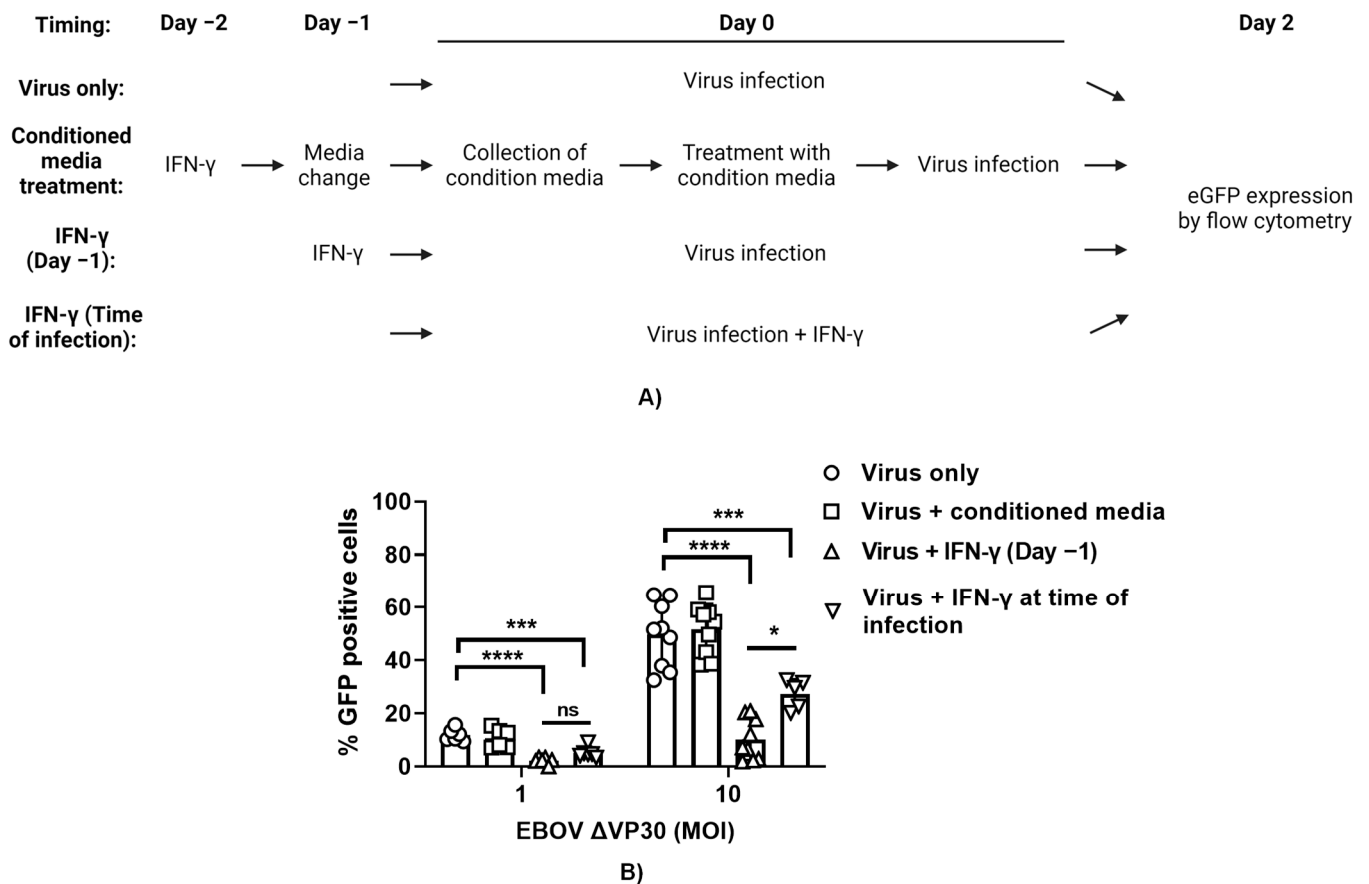 Timing: Day −2 Day −1 Day 0 Day 2
Virus only: Virus infection
Conditioned
media
treatment:
IFN-γ
Media
change
Collection of
condition media
Treatment with
condition media
Virus infection
eGFP expression
by flow cytometry
IFN-γ
(Day −1):
IFN-γ
Virus infection
IFN-γ (Time
of infection):
Virus infection + IFN-γ
A)
Virus only
Virus + conditioned media
Virus + IFN-γ (Day −1)
Virus + IFN-γ at time of
infection
% GFP positive cells
100
80
60
40
20
0
***
****
ns
***
****
*
1 10
EBOV ΔVP30 (MOI)
B)